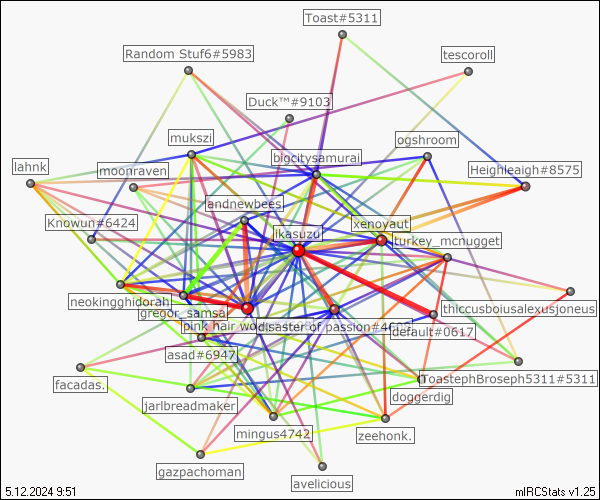 Toast#5311
Random Stuf6#5983
tescoroll
Duck™#9103
mukszi
ogshroom
bigcitysamurai
lahnk
moonraven
Heighleaigh#8575
andnewbees
Knowun#6424
xenoyaut
ikasuzu
turkey_mcnugget
neokingghidorah
thiccusboiusalexusjoneus
gregor_samsa
pink hair wo
disaster of passion#4605
default#0617
asad#6947
facadas.
ToastephBroseph5311#5311
doggerdig
jarlbreadmaker
mingus4742
zeehonk.
gazpachoman
avelicious
5.12.2024 9:51
mIRCStats v1.25